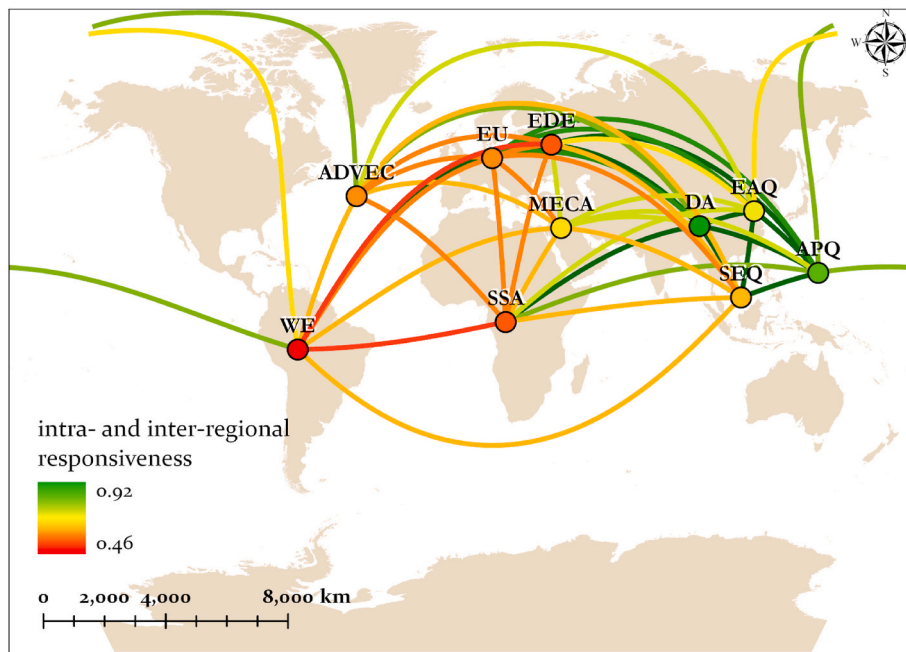 N
W E
S
EDE
EU
ADVEC
EAQ
MECA
DA
APQ
SEQ
SSA
WE
intra- and inter-regional
responsiveness
0.92
0.46
0 2,000 4,000 8,000 km